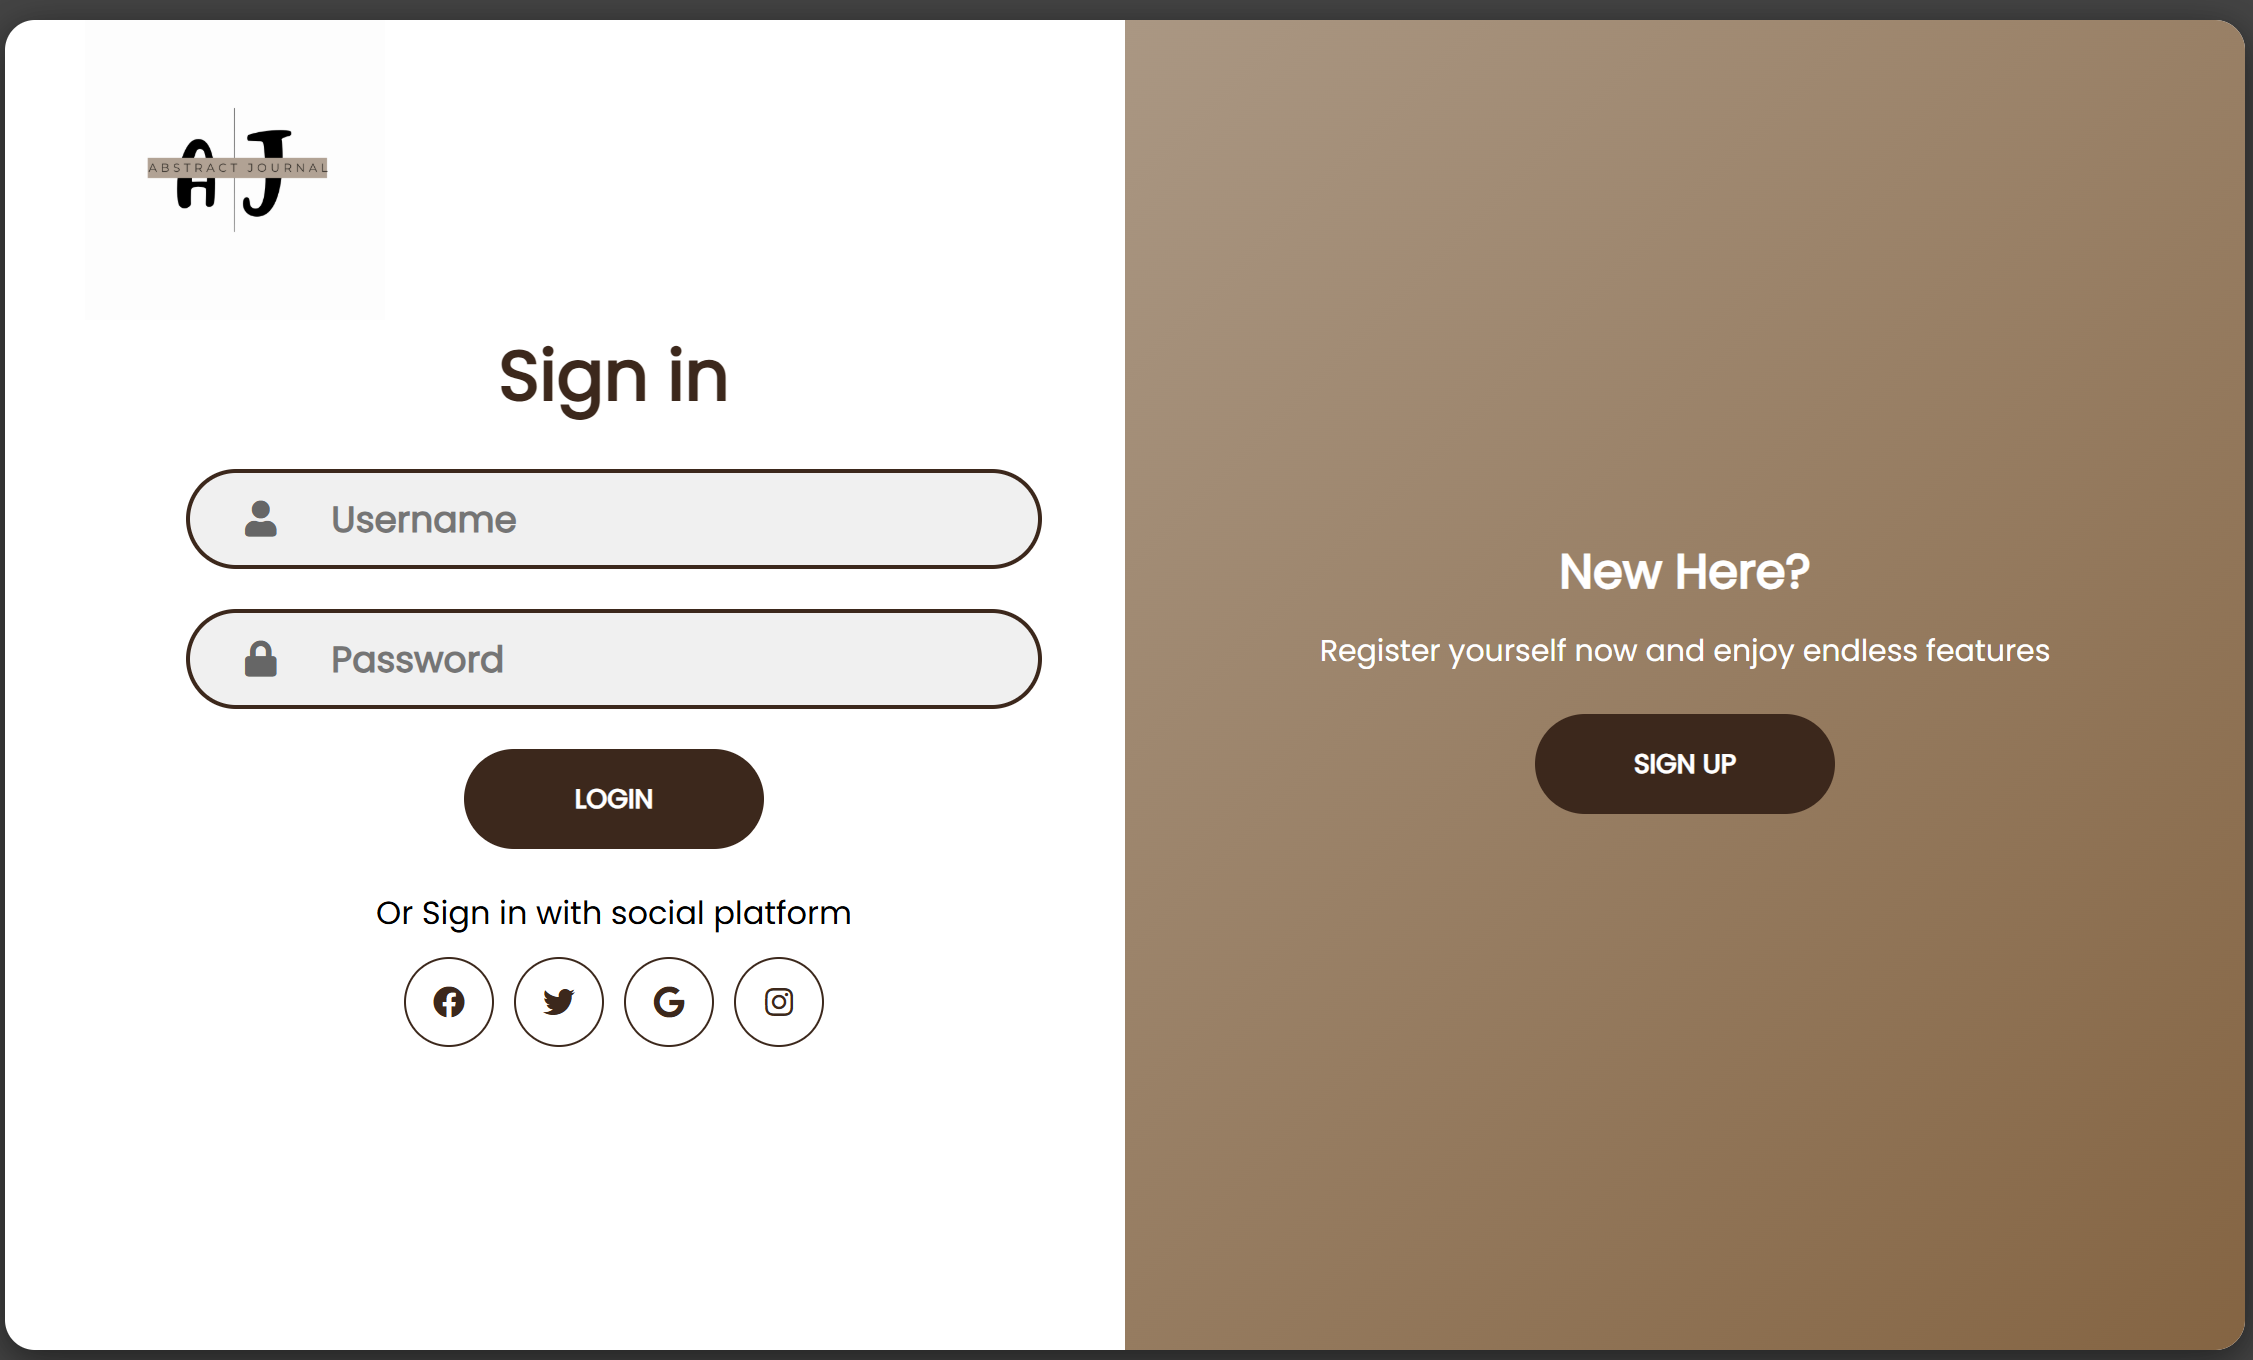 A J
ABSTRACT JOURNAL
Sign in
Username
Password
LOGIN
Or Sign in with social platform
New Here?
Register yourself now and enjoy endless features
SIGN UP